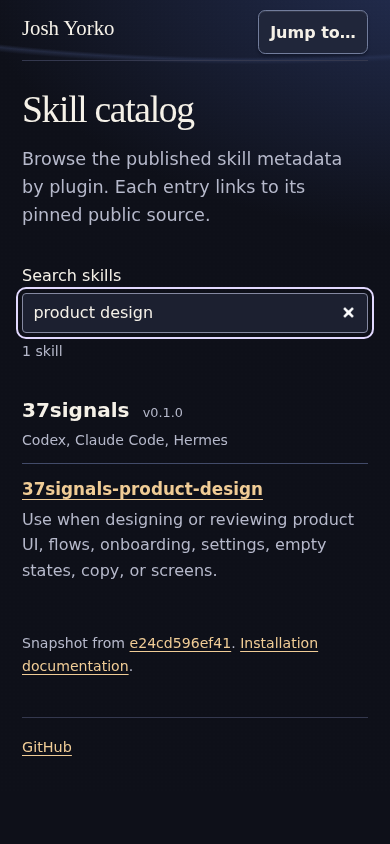 Josh Yorko
Jump to...
Skill catalog
Browse the published skill metadata
by plugin. Each entry links to its
pinned public source.
Search skills
product design
1 skill
37signals v0.1.0
Codex, Claude Code, Hermes
37signals-product-design
Use when designing or reviewing product
UI, flows, onboarding, settings, empty
states, copy, or screens.
Snapshot from e24cd596ef41. Installation
documentation.
GitHub